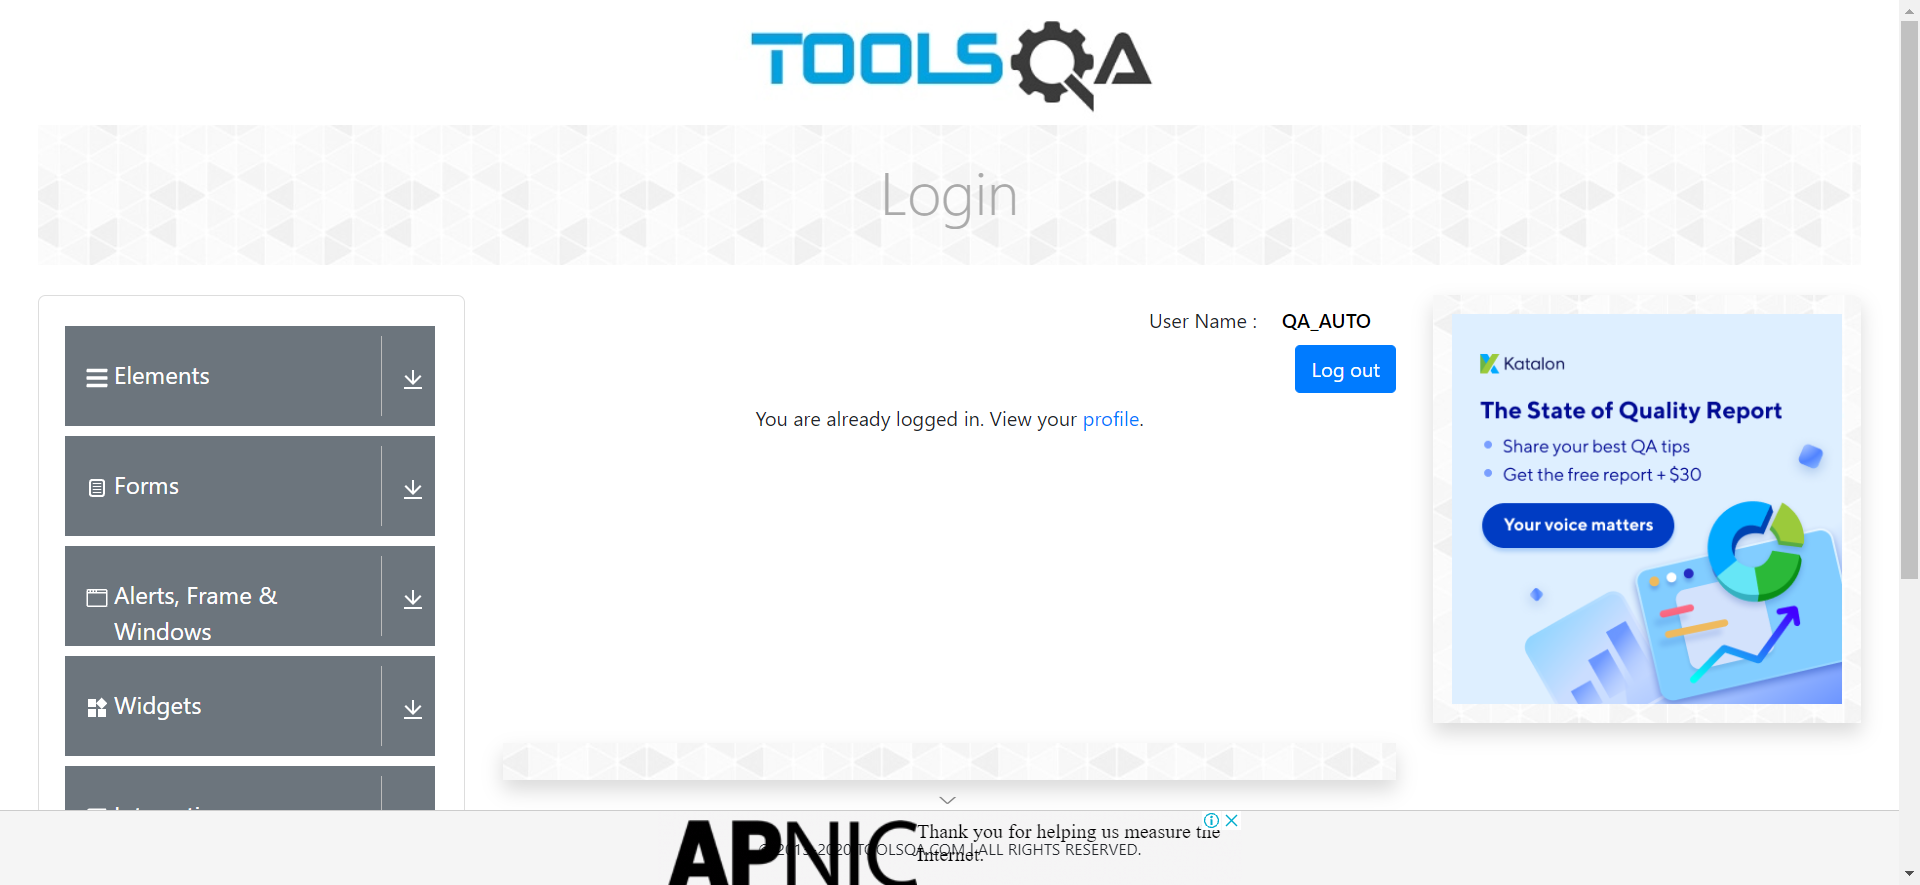 TOOLSQA
Login
Elements
Forms
Alerts, Frame &
Windows
Widgets
User Name : QA_AUTO
Log out
You are already logged in. View your profile.
Katalon
The State of Quality Report
Share your best QA tips
Get the free report + $30
Your voice matters
APNIC
Thank you for helping us measure the
Internet.
© 2013-2020 TOOLSQA.COM | ALL RIGHTS RESERVED.